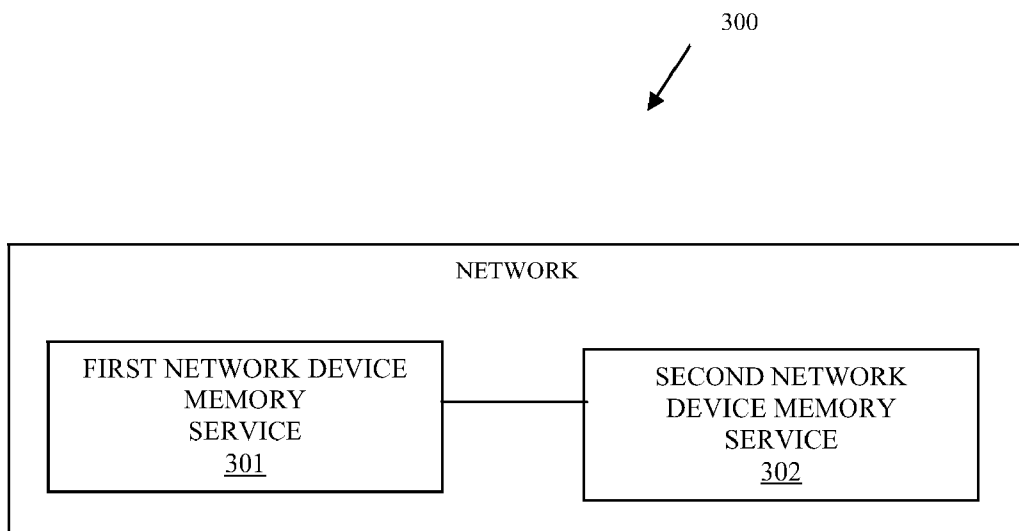 300
NETWORK
FIRST NETWORK DEVICE
MEMORY
SERVICE
301
SECOND NETWORK
DEVICE MEMORY
SERVICE
302